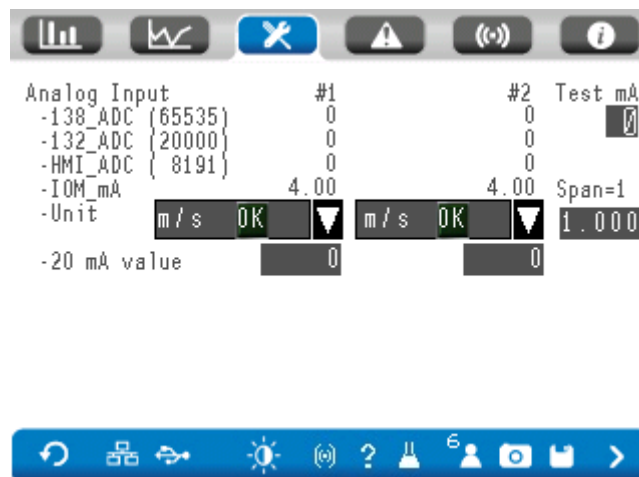 Analog Input #1 #2 Test mA
-138_ADC (65535) 0 0 0
-132_ADC (20000) 0 0
-HMI_ADC ( 8191) 0 0
-IOM_mA 4.00 4.00 Span=1
-Unit m/s OK m/s OK 1.000
-20 mA value 0 0
? 6